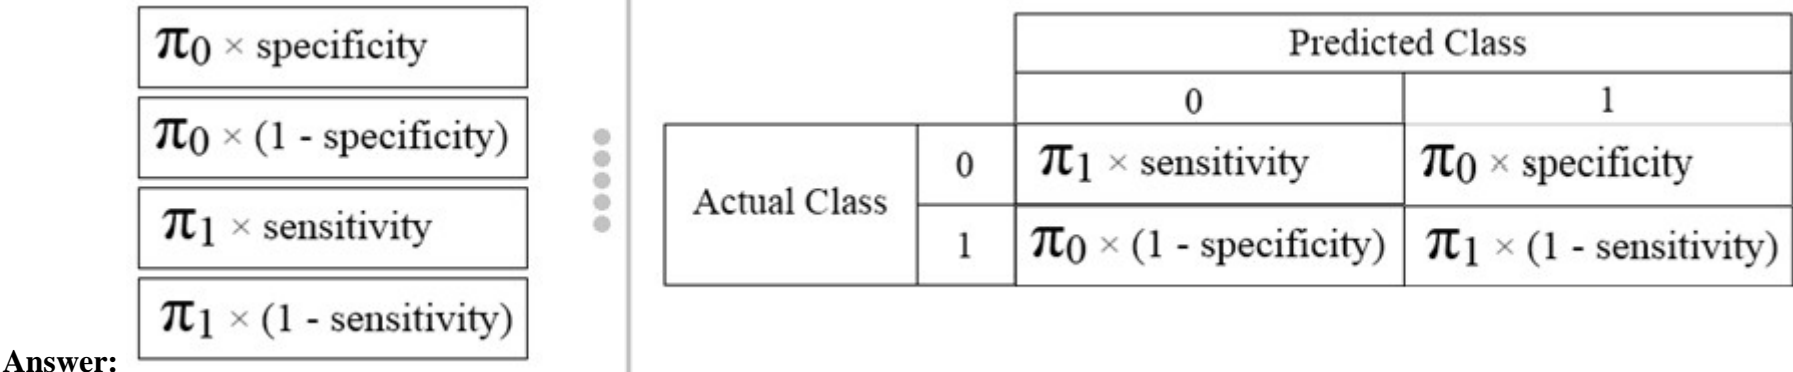 π0 × specificity
π0 × (1 - specificity)
π1 × sensitivity
π1 × (1 - sensitivity)
Answer:
Predicted Class
0 1
Actual Class
0 π1 × sensitivity π0 × specificity
1 π0 × (1 - specificity) π1 × (1 - sensitivity)